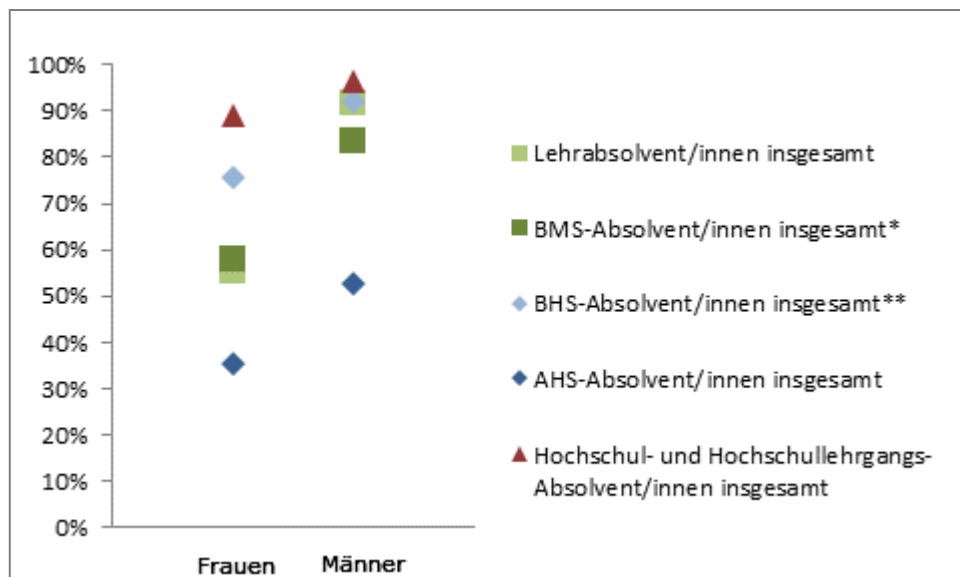 100%
90%
80%
70%
60%
50%
40%
30%
20%
10%
0%
Frauen
Männer
Lehrabsolvent/innen insgesamt
BMS-Absolvent/innen insgesamt*
BHS-Absolvent/innen insgesamt**
AHS-Absolvent/innen insgesamt
Hochschul- und Hochschullehrgangs-
Absolvent/innen insgesamt